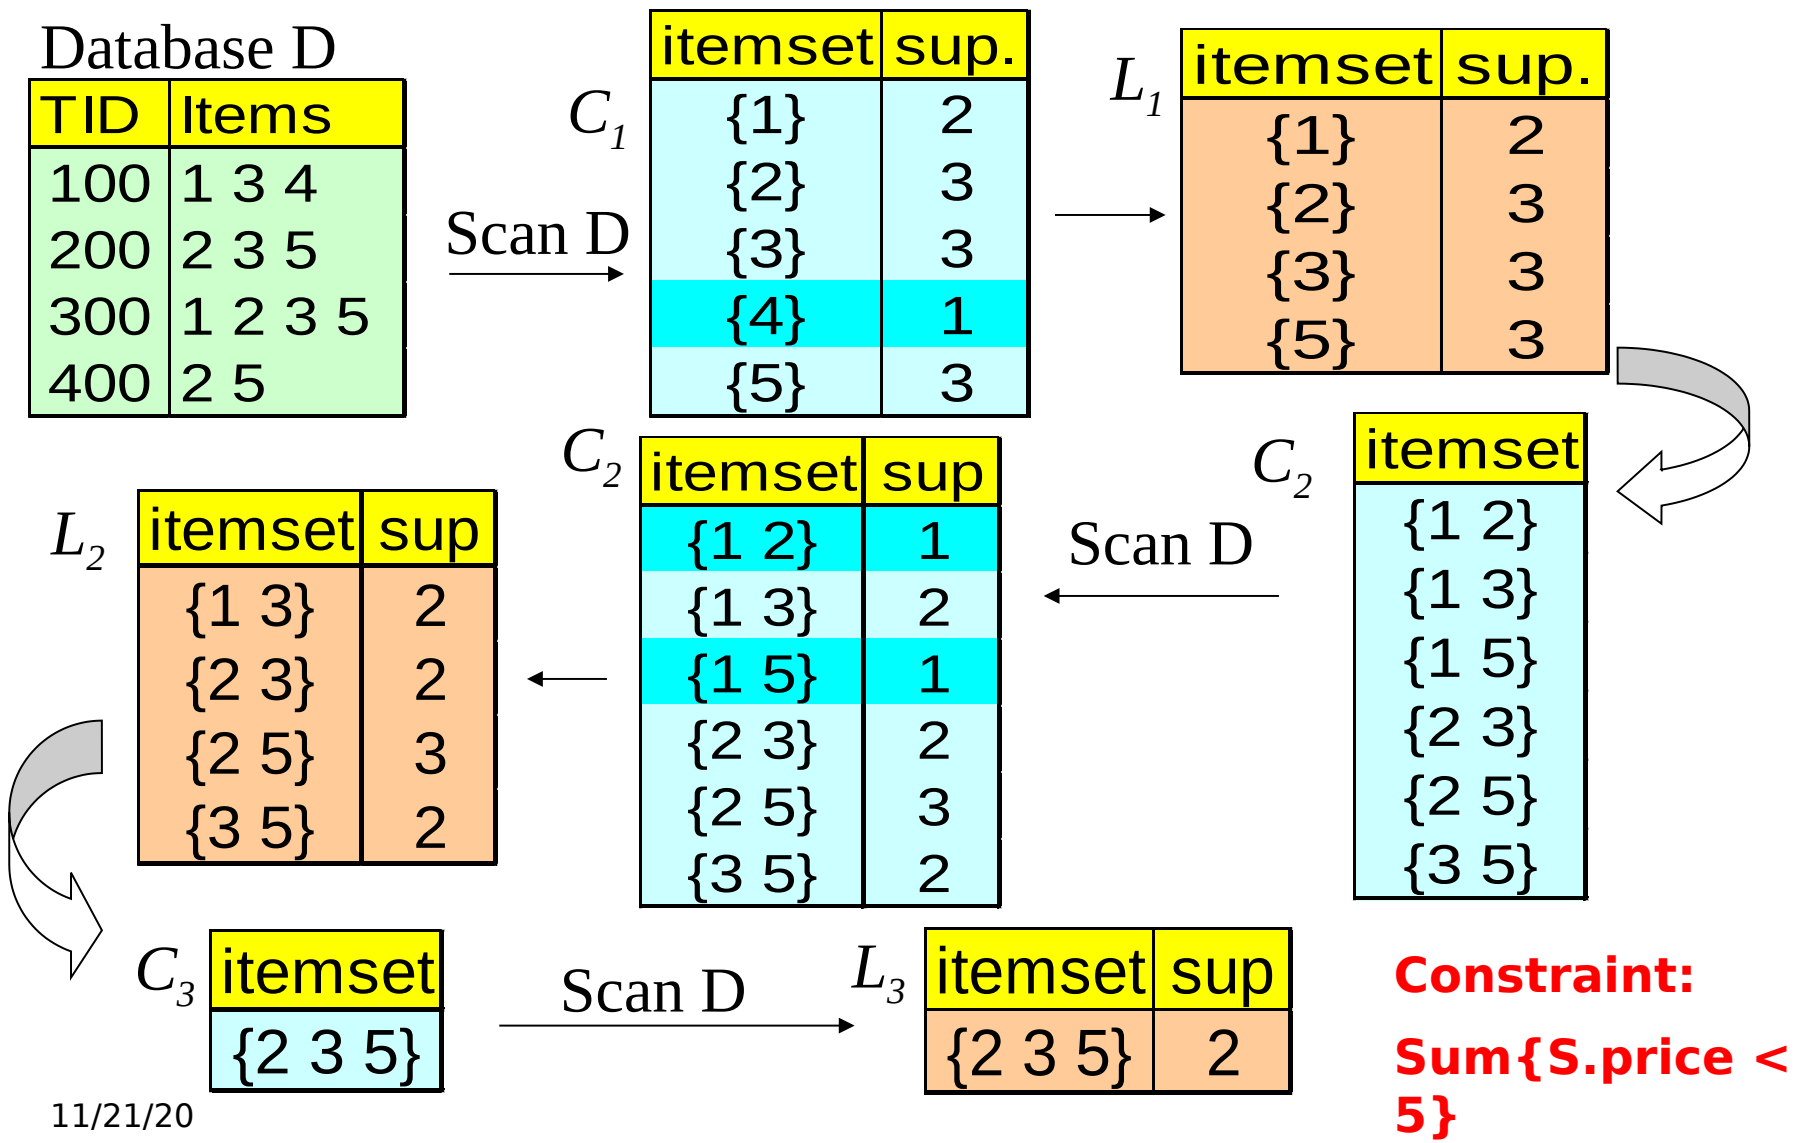 Database D
TID Items
100 1 3 4
200 2 3 5
300 1 2 3 5
400 2 5
Scan D
C1
itemset sup.
{1} 2
{2} 3
{3} 3
{4} 1
{5} 3
L1
itemset sup.
{1} 2
{2} 3
{3} 3
{5} 3
C2
itemset
{1 2}
{1 3}
{1 5}
{2 3}
{2 5}
{3 5}
Scan D
C2
itemset sup
{1 2} 1
{1 3} 2
{1 5} 1
{2 3} 2
{2 5} 3
{3 5} 2
L2
itemset sup
{1 3} 2
{2 3} 2
{2 5} 3
{3 5} 2
C3
itemset
{2 3 5}
Scan D
L3
itemset sup
{2 3 5} 2
Constraint:
Sum{S.price <
5}
11/21/20